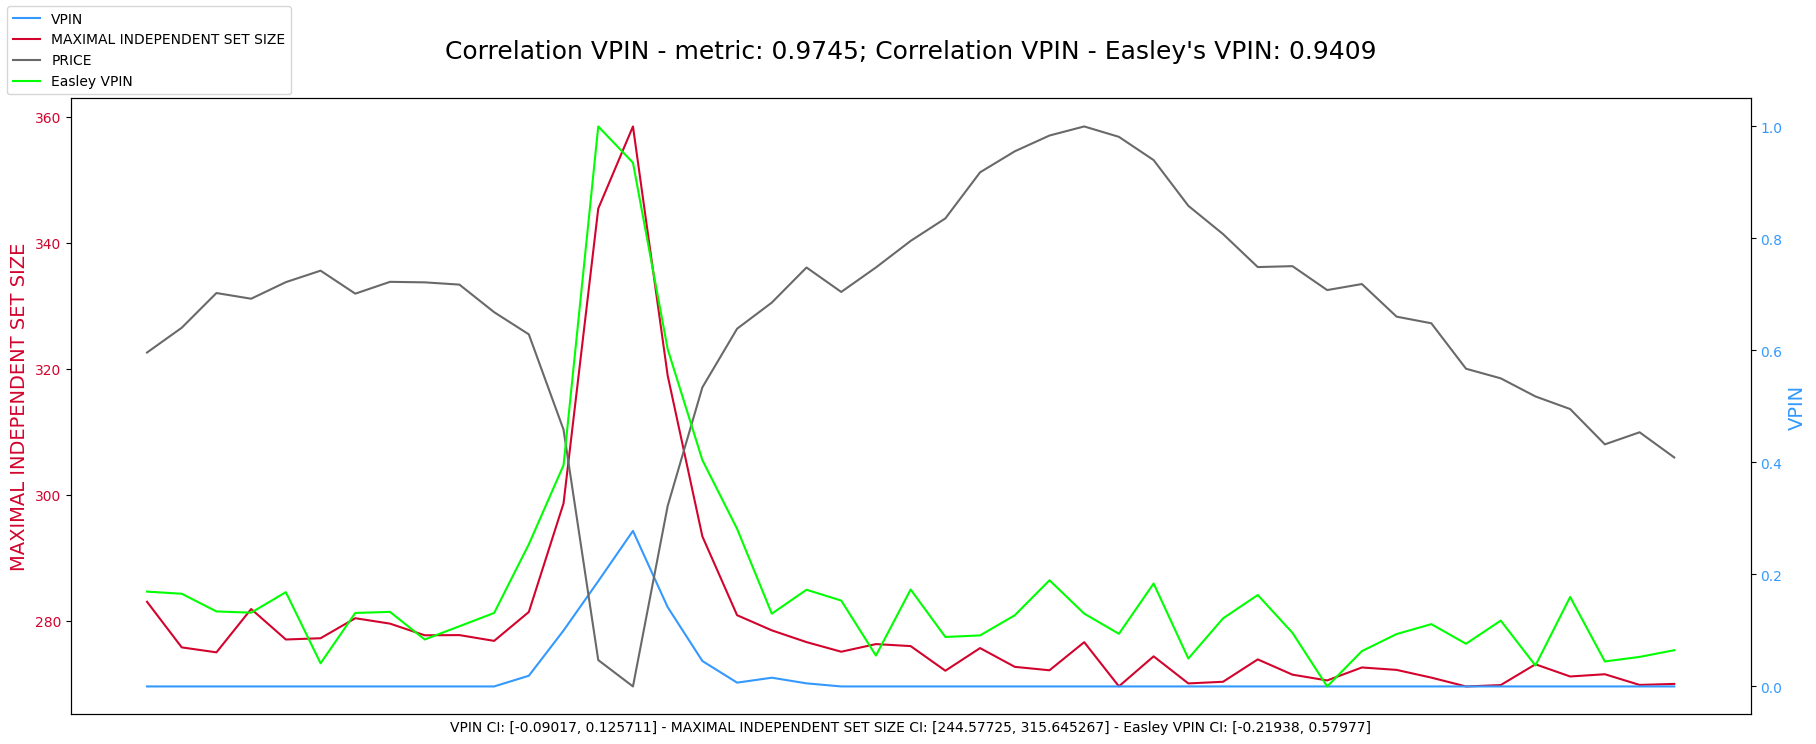 VPIN
MAXIMAL INDEPENDENT SET SIZE
PRICE
Easley VPIN
Correlation VPIN - metric: 0.9745; Correlation VPIN - Easley's VPIN: 0.9409
MAXIMAL INDEPENDENT SET SIZE
360
340
320
300
280
1.0
0.8
0.6
0.4
0.2
0.0
VPIN
VPIN CI: [-0.09017, 0.125711] - MAXIMAL INDEPENDENT SET SIZE CI: [244.57725, 315.645267] - Easley VPIN CI: [-0.21938, 0.57977]